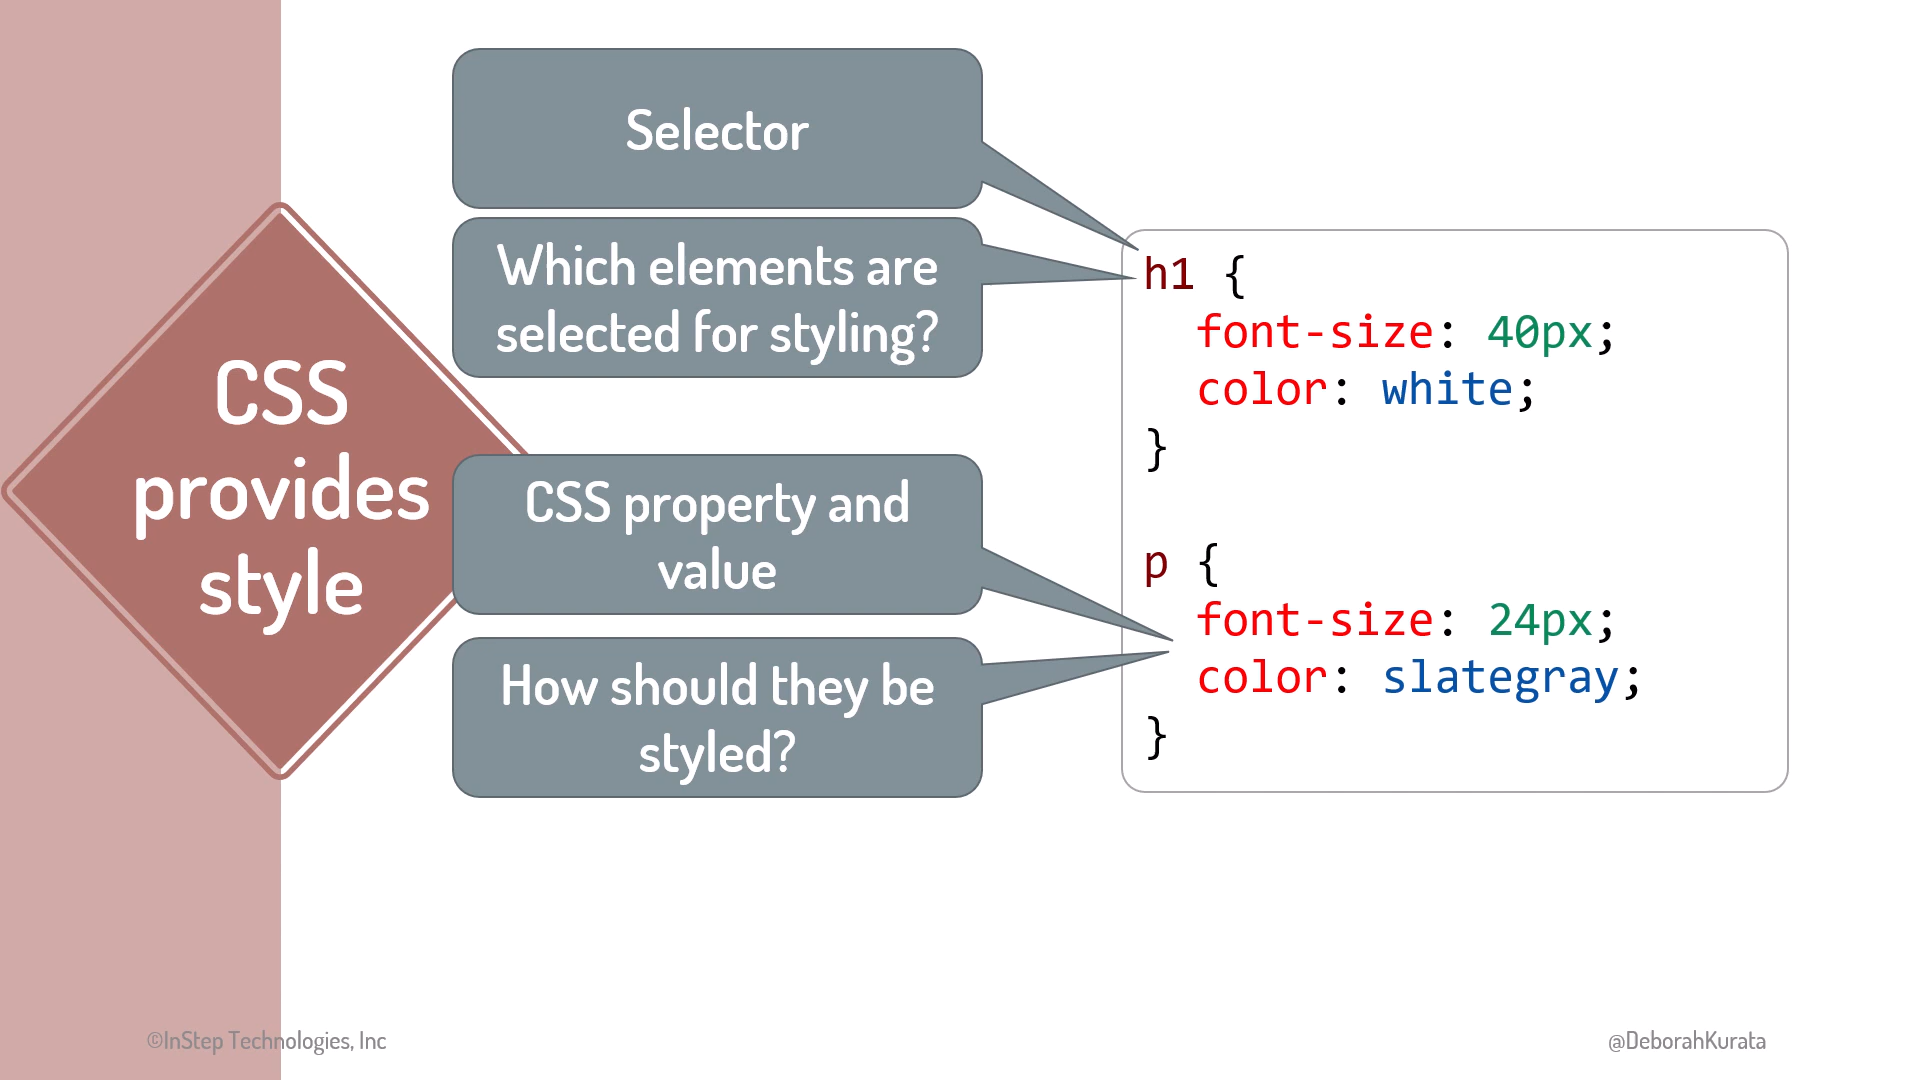 CSS
provides
style
Selector
Which elements are
selected for styling?
CSS property and
value
How should they be
styled?
h1 {
  font-size: 40px;
  color: white;
}

p {
  font-size: 24px;
  color: slategray;
}
©InStep Technologies, Inc
@DeborahKurata